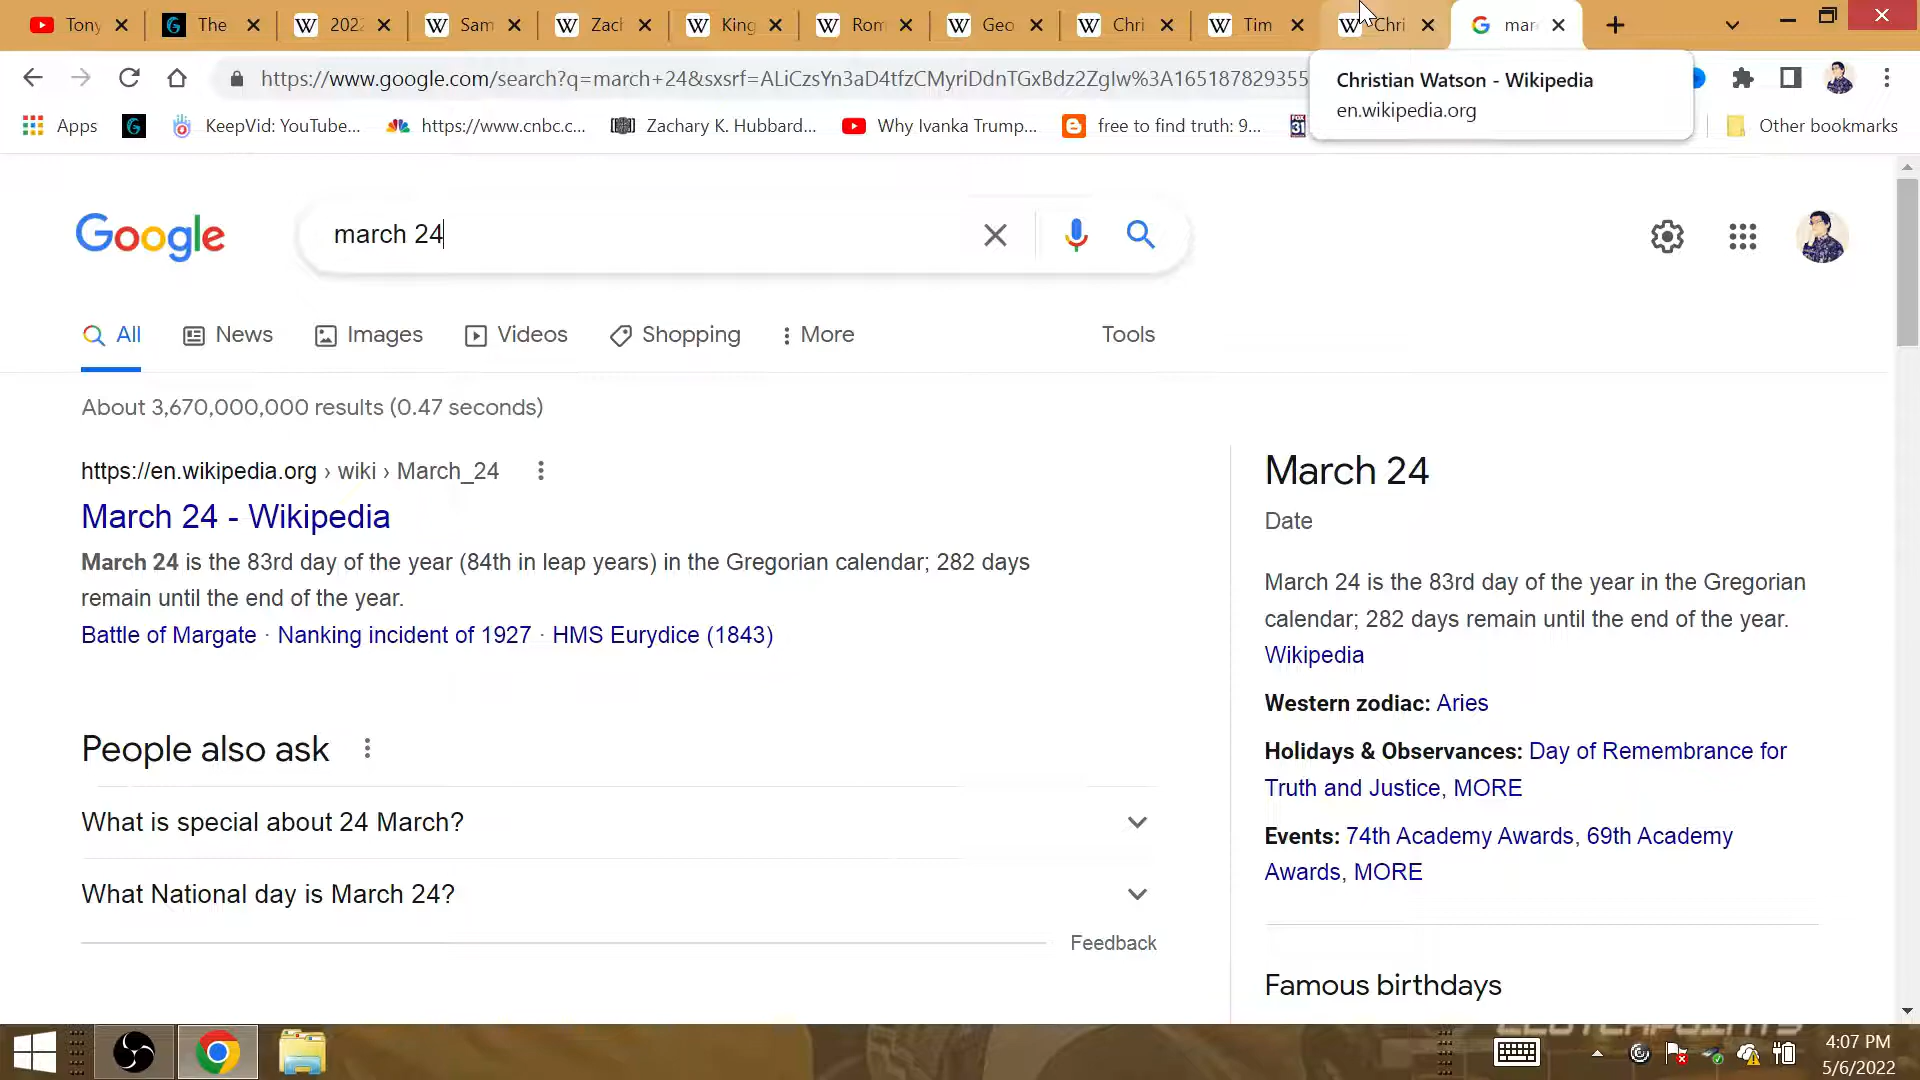 Tony
The
2022
Sam
Zach
King
Rom
Geo
Chri
Tim
Chri
mar
https://www.google.com/search?q=march+24&sxsrf=ALiCzsYn3aD4tfzCMyriDdnTGxBdz2Zglw%3A165187829355
Christian Watson - Wikipedia
en.wikipedia.org
Apps
KeepVid: YouTube...
https://www.cnbc.c...
Zachary K. Hubbard...
Why Ivanka Trump,...
free to find truth: 9...
FOX
31
Other bookmarks
Google
march 24
All
News
Images
Videos
Shopping
More
Tools
About 3,670,000,000 results (0.47 seconds)
https://en.wikipedia.org › wiki › March_24
March 24 - Wikipedia
March 24 is the 83rd day of the year (84th in leap years) in the Gregorian calendar; 282 days
remain until the end of the year.
Battle of Margate · Nanking incident of 1927 · HMS Eurydice (1843)
People also ask
What is special about 24 March?
What National day is March 24?
Feedback
March 24
Date
March 24 is the 83rd day of the year in the Gregorian
calendar; 282 days remain until the end of the year.
Wikipedia
Western zodiac: Aries
Holidays & Observances: Day of Remembrance for
Truth and Justice, MORE
Events: 74th Academy Awards, 69th Academy
Awards, MORE
Famous birthdays
4:07 PM
5/6/2022